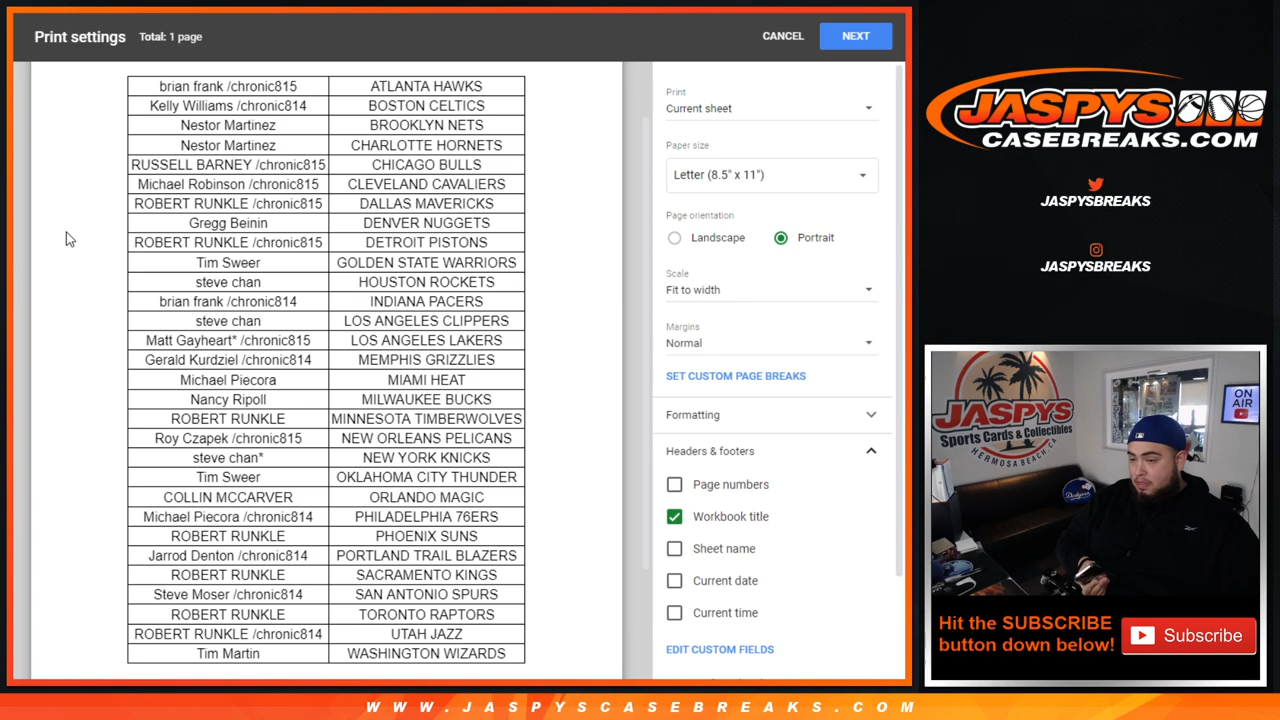 Print settings Total: 1 page CANCEL NEXT
brian frank /chronic815 ATLANTA HAWKS
Kelly Williams /chronic814 BOSTON CELTICS
Nestor Martinez BROOKLYN NETS
Nestor Martinez CHARLOTTE HORNETS
RUSSELL BARNEY /chronic815 CHICAGO BULLS
Michael Robinson /chronic815 CLEVELAND CAVALIERS
ROBERT RUNKLE /chronic815 DALLAS MAVERICKS
Gregg Beinin DENVER NUGGETS
ROBERT RUNKLE /chronic815 DETROIT PISTONS
Tim Sweer GOLDEN STATE WARRIORS
steve chan HOUSTON ROCKETS
brian frank /chronic814 INDIANA PACERS
steve chan LOS ANGELES CLIPPERS
Matt Gayheart* /chronic815 LOS ANGELES LAKERS
Gerald Kurdziel /chronic814 MEMPHIS GRIZZLIES
Michael Piecora MIAMI HEAT
Nancy Ripoll MILWAUKEE BUCKS
ROBERT RUNKLE MINNESOTA TIMBERWOLVES
Roy Czapek /chronic815 NEW ORLEANS PELICANS
steve chan* NEW YORK KNICKS
Tim Sweer OKLAHOMA CITY THUNDER
COLLIN MCCARVER ORLANDO MAGIC
Michael Piecora /chronic814 PHILADELPHIA 76ERS
ROBERT RUNKLE PHOENIX SUNS
Jarrod Denton /chronic814 PORTLAND TRAIL BLAZERS
ROBERT RUNKLE SACRAMENTO KINGS
Steve Moser /chronic814 SAN ANTONIO SPURS
ROBERT RUNKLE TORONTO RAPTORS
ROBERT RUNKLE /chronic814 UTAH JAZZ
Tim Martin WASHINGTON WIZARDS
Print
Current sheet
Paper size
Letter (8.5" x 11")
Page orientation
Landscape Portrait
Scale
Fit to width
Margins
Normal
SET CUSTOM PAGE BREAKS
Formatting
Headers & footers
Page numbers
Workbook title
Sheet name
Current date
Current time
EDIT CUSTOM FIELDS
JASPYS
CASEBREAKS.COM
JASPYSBREAKS
JASPYSBREAKS
JASPYS
Sports Cards & Collectibles
HERMOSA BEACH, CA
ON
AIR
Dodgers
Hit the SUBSCRIBE
button down below!
Subscribe
WWW.JASPYSCASEBREAKS.COM